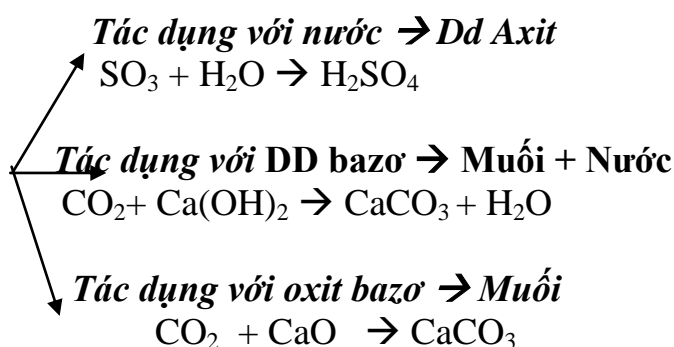 Tác dụng với nước → Dd Axit
SO₃ + H₂O → H₂SO₄
Tác dụng với DD bazơ → Muối + Nước
CO₂+ Ca(OH)₂ → CaCO₃ + H₂O
Tác dụng với oxit bazơ → Muối
CO₂ + CaO → CaCO₃